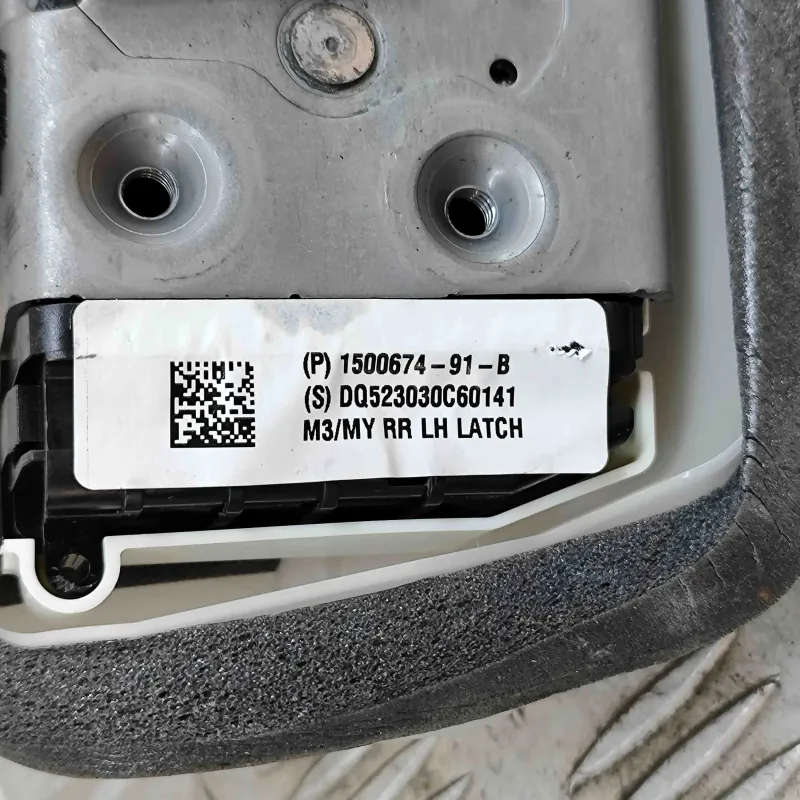 (P) 1500674-91-B
(S) DQ523030C60141
M3/MY RR LH LATCH